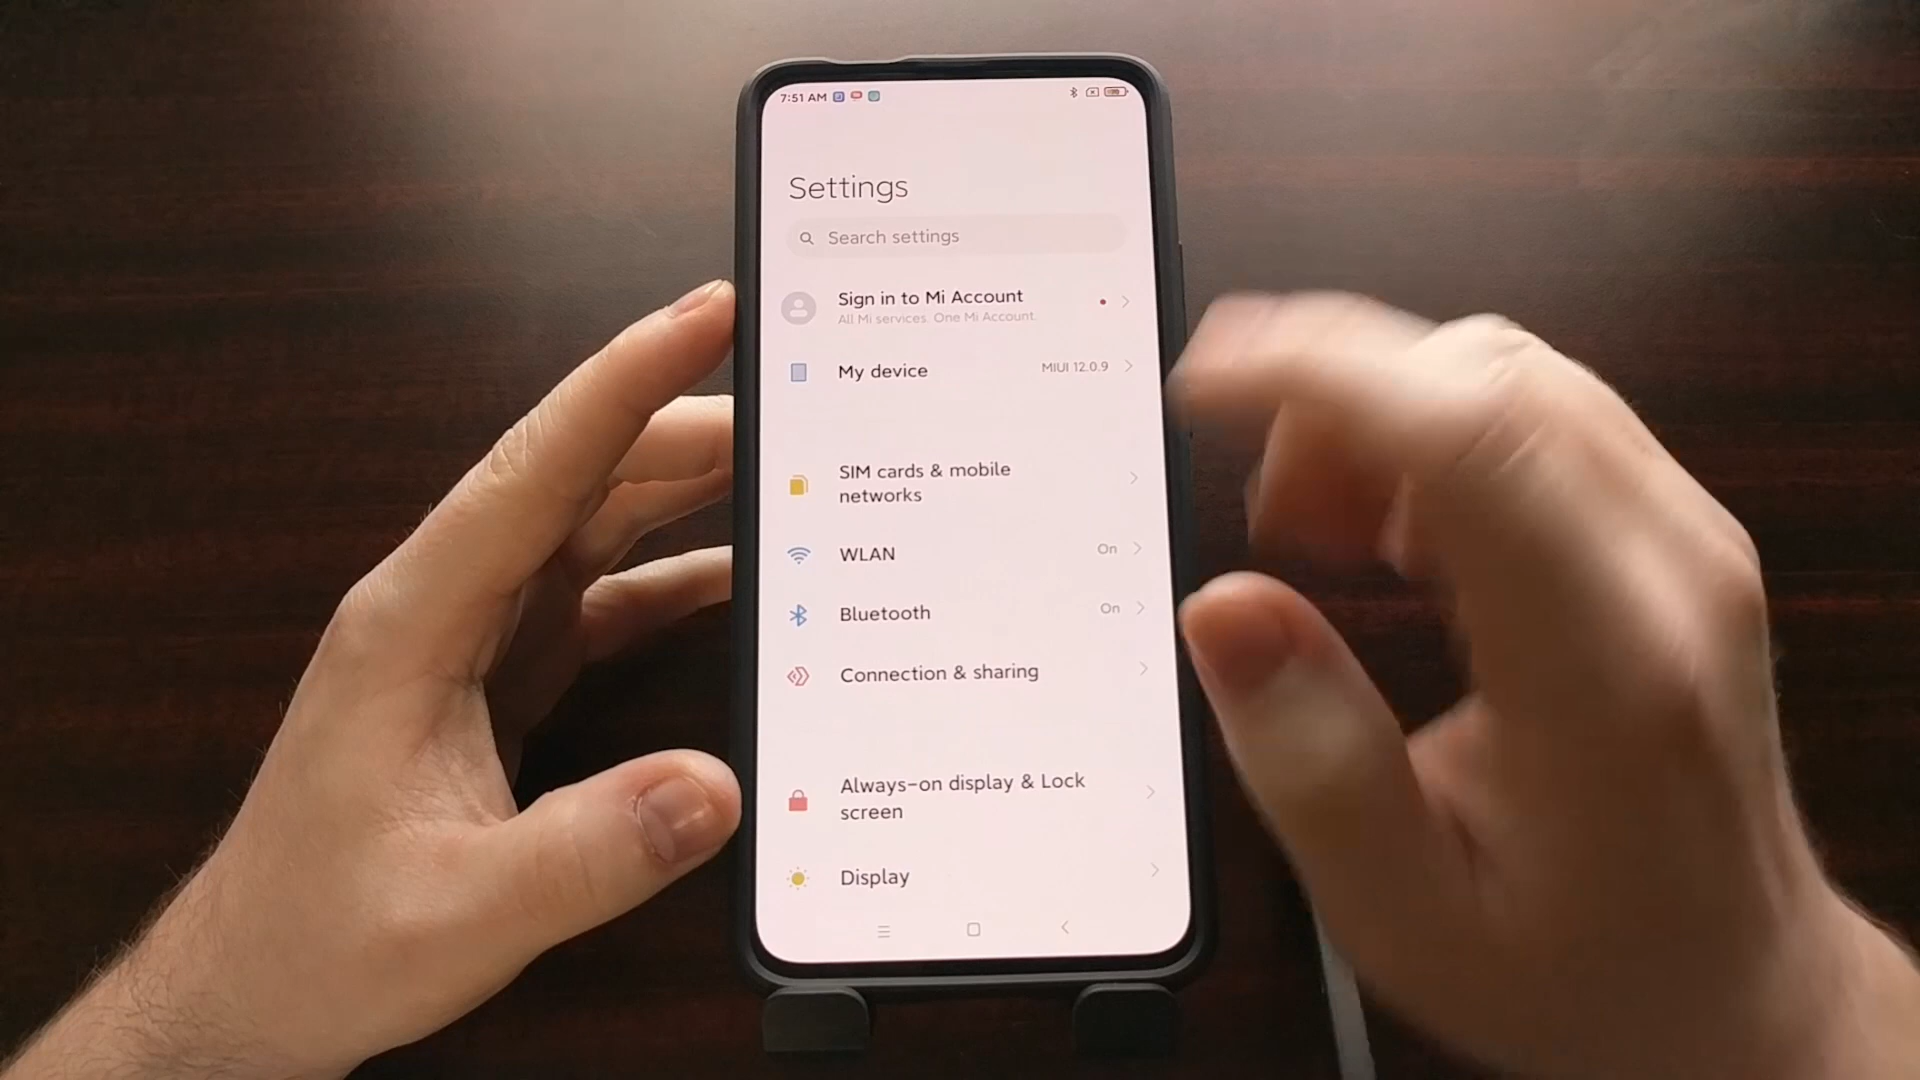 7:51 AM
Settings
Search settings
Sign in to Mi Account
All Mi services. One Mi Account.
My device
MIUI 12.0.9
SIM cards & mobile
networks
WLAN
On
Bluetooth
On
Connection & sharing
Always-on display & Lock
screen
Display